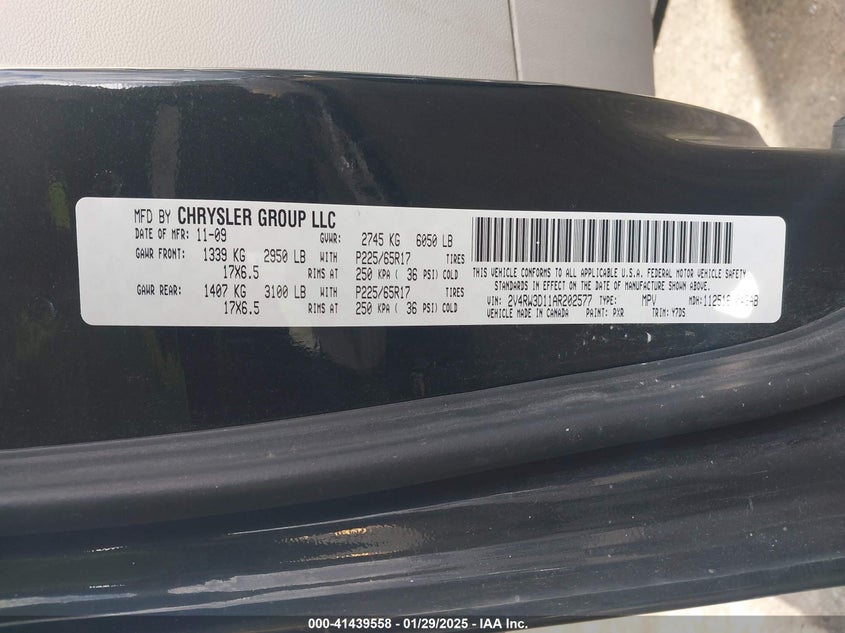 MFD BY CHRYSLER GROUP LLC
DATE OF MFR: 11-09 GVWR: 2745 KG 6050 LB
GAWR FRONT: 1339 KG 2950 LB WITH P225/65R17 TIRES
17X6.5 RIMS AT 250 KPA ( 36 PSI) COLD
GAWR REAR: 1407 KG 3100 LB WITH P225/65R17 TIRES
17X6.5 RIMS AT 250 KPA ( 36 PSI) COLD
THIS VEHICLE CONFORMS TO ALL APPLICABLE U.S.A. FEDERAL MOTOR VEHICLE SAFETY
STANDARDS IN EFFECT ON THE DATE OF MANUFACTURE SHOWN ABOVE.
VIN: 2V4RW3D11AR202577 TYPE: MPV MDH:
VEHICLE MADE IN CANADA PAINT: PXR TRIM: Y7DS
000-41439558 - 01/29/2025 - IAA Inc.